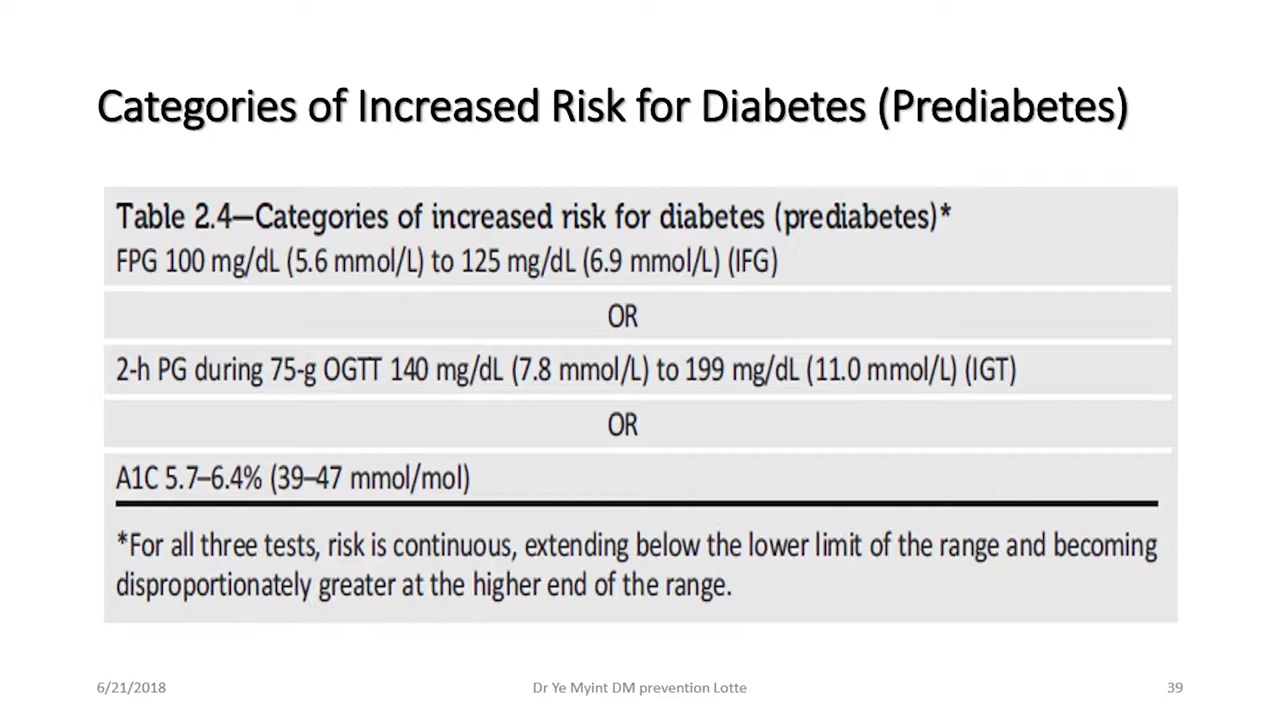 Categories of Increased Risk for Diabetes (Prediabetes)
Table 2.4—Categories of increased risk for diabetes (prediabetes)*
FPG 100 mg/dL (5.6 mmol/L) to 125 mg/dL (6.9 mmol/L) (IFG)
OR
2-h PG during 75-g OGTT 140 mg/dL (7.8 mmol/L) to 199 mg/dL (11.0 mmol/L) (IGT)
OR
A1C 5.7–6.4% (39–47 mmol/mol)
*For all three tests, risk is continuous, extending below the lower limit of the range and becoming
disproportionately greater at the higher end of the range.
6/21/2018
Dr Ye Myint DM prevention Lotte
39